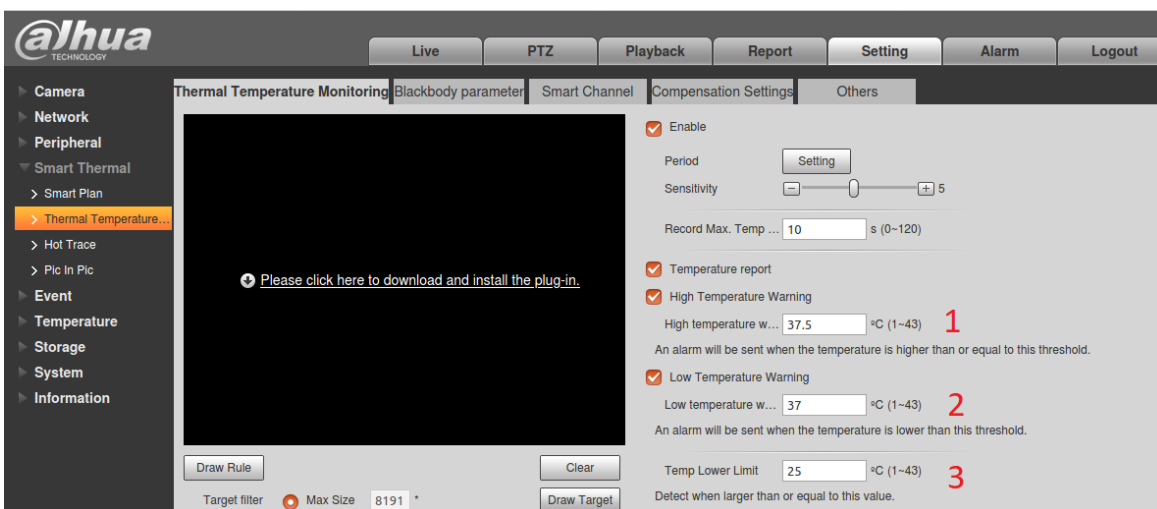 alhua
TECHNOLOGY
Live PTZ Playback Report Setting Alarm Logout
Camera
Network
Peripheral
Smart Thermal
Smart Plan
Thermal Temperature...
Hot Trace
Pic In Pic
Event
Temperature
Storage
System
Information
Thermal Temperature Monitoring Blackbody parameter Smart Channel Compensation Settings Others
Please click here to download and install the plug-in.
Draw Rule Clear
Target filter Max Size 8191 * Draw Target
Enable
Period Setting
Sensitivity − + 5
Record Max. Temp ... 10 s (0~120)
Temperature report
High Temperature Warning
High temperature w... 37.5 ºC (1~43) 1
An alarm will be sent when the temperature is higher than or equal to this threshold.
Low Temperature Warning
Low temperature w... 37 ºC (1~43) 2
An alarm will be sent when the temperature is lower than this threshold.
Temp Lower Limit 25 ºC (1~43) 3
Detect when larger than or equal to this value.